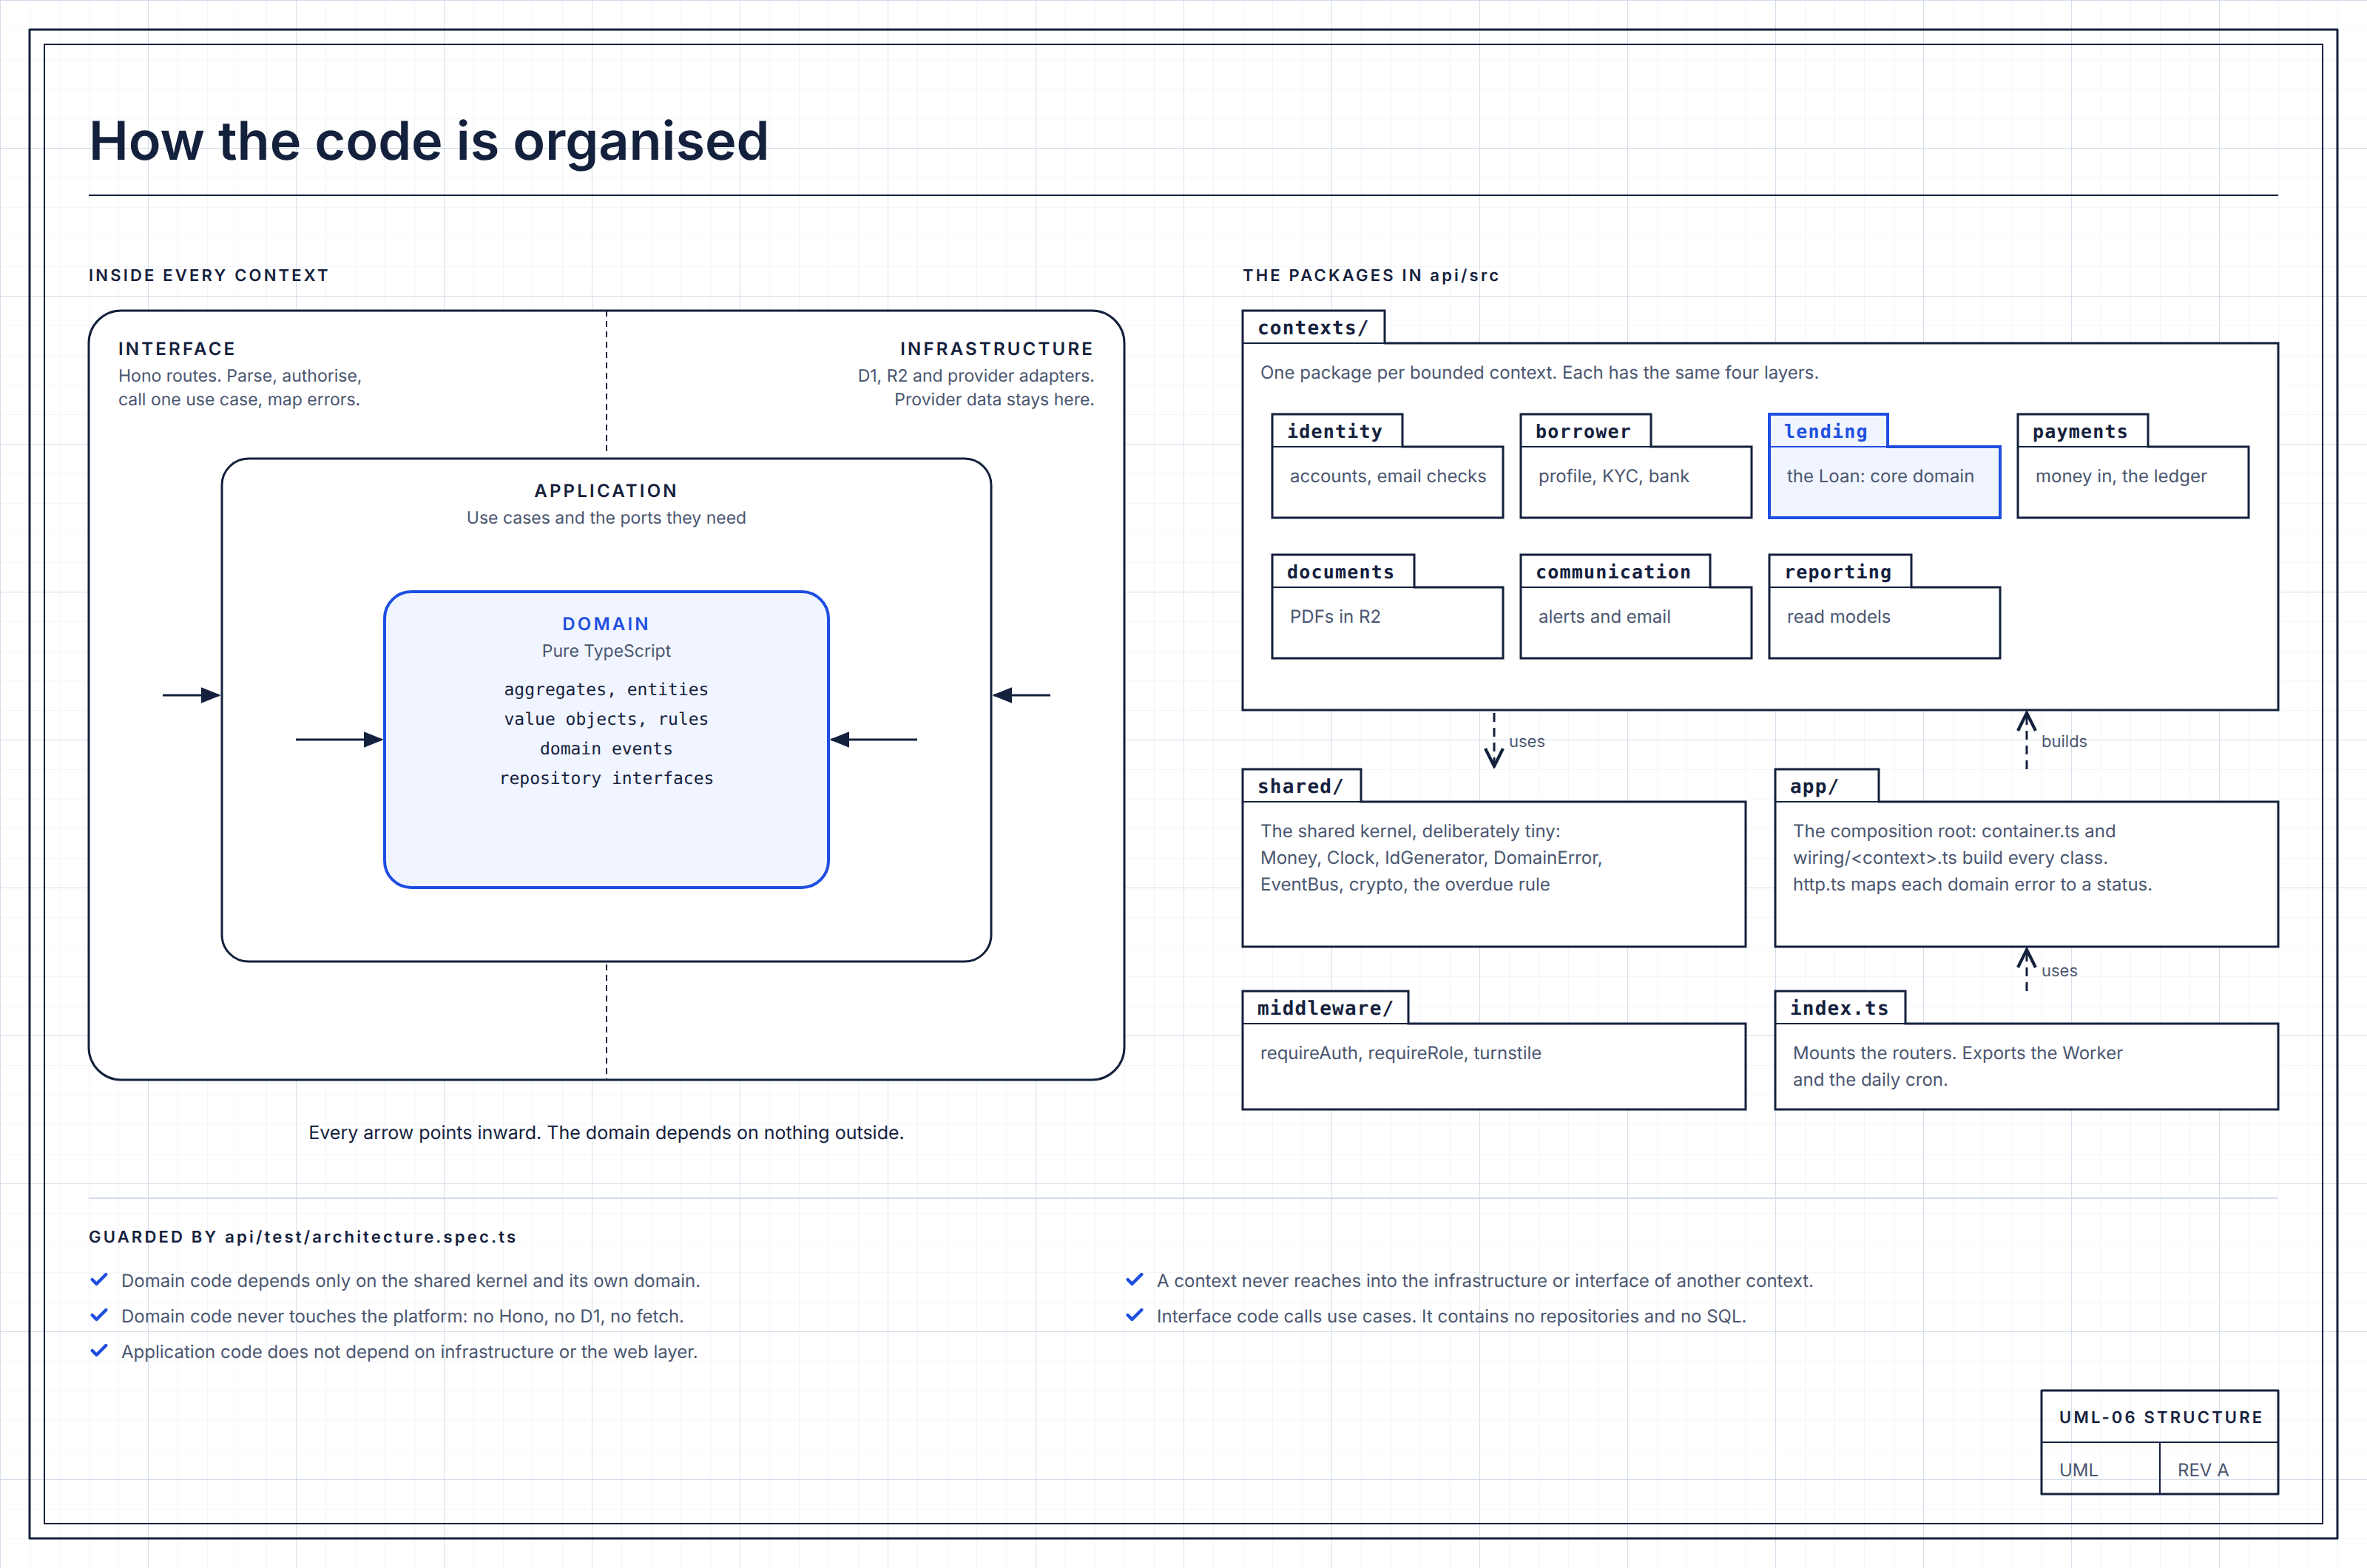 How the code is organised
INSIDE EVERY CONTEXT
INTERFACE
Hono routes. Parse, authorise,
call one use case, map errors.
INFRASTRUCTURE
D1, R2 and provider adapters.
Provider data stays here.
APPLICATION
Use cases and the ports they need
DOMAIN
Pure TypeScript
aggregates, entities
value objects, rules
domain events
repository interfaces
Every arrow points inward. The domain depends on nothing outside.
THE PACKAGES IN api/src
contexts/
One package per bounded context. Each has the same four layers.
identity
accounts, email checks
borrower
profile, KYC, bank
lending
the Loan: core domain
payments
money in, the ledger
documents
PDFs in R2
communication
alerts and email
reporting
read models
uses
builds
shared/
The shared kernel, deliberately tiny:
Money, Clock, IdGenerator, DomainError,
EventBus, crypto, the overdue rule
app/
The composition root: container.ts and
wiring/<context>.ts build every class.
http.ts maps each domain error to a status.
uses
middleware/
requireAuth, requireRole, turnstile
index.ts
Mounts the routers. Exports the Worker
and the daily cron.
GUARDED BY api/test/architecture.spec.ts
Domain code depends only on the shared kernel and its own domain.
Domain code never touches the platform: no Hono, no D1, no fetch.
Application code does not depend on infrastructure or the web layer.
A context never reaches into the infrastructure or interface of another context.
Interface code calls use cases. It contains no repositories and no SQL.
UML-06 STRUCTURE
UML
REV A